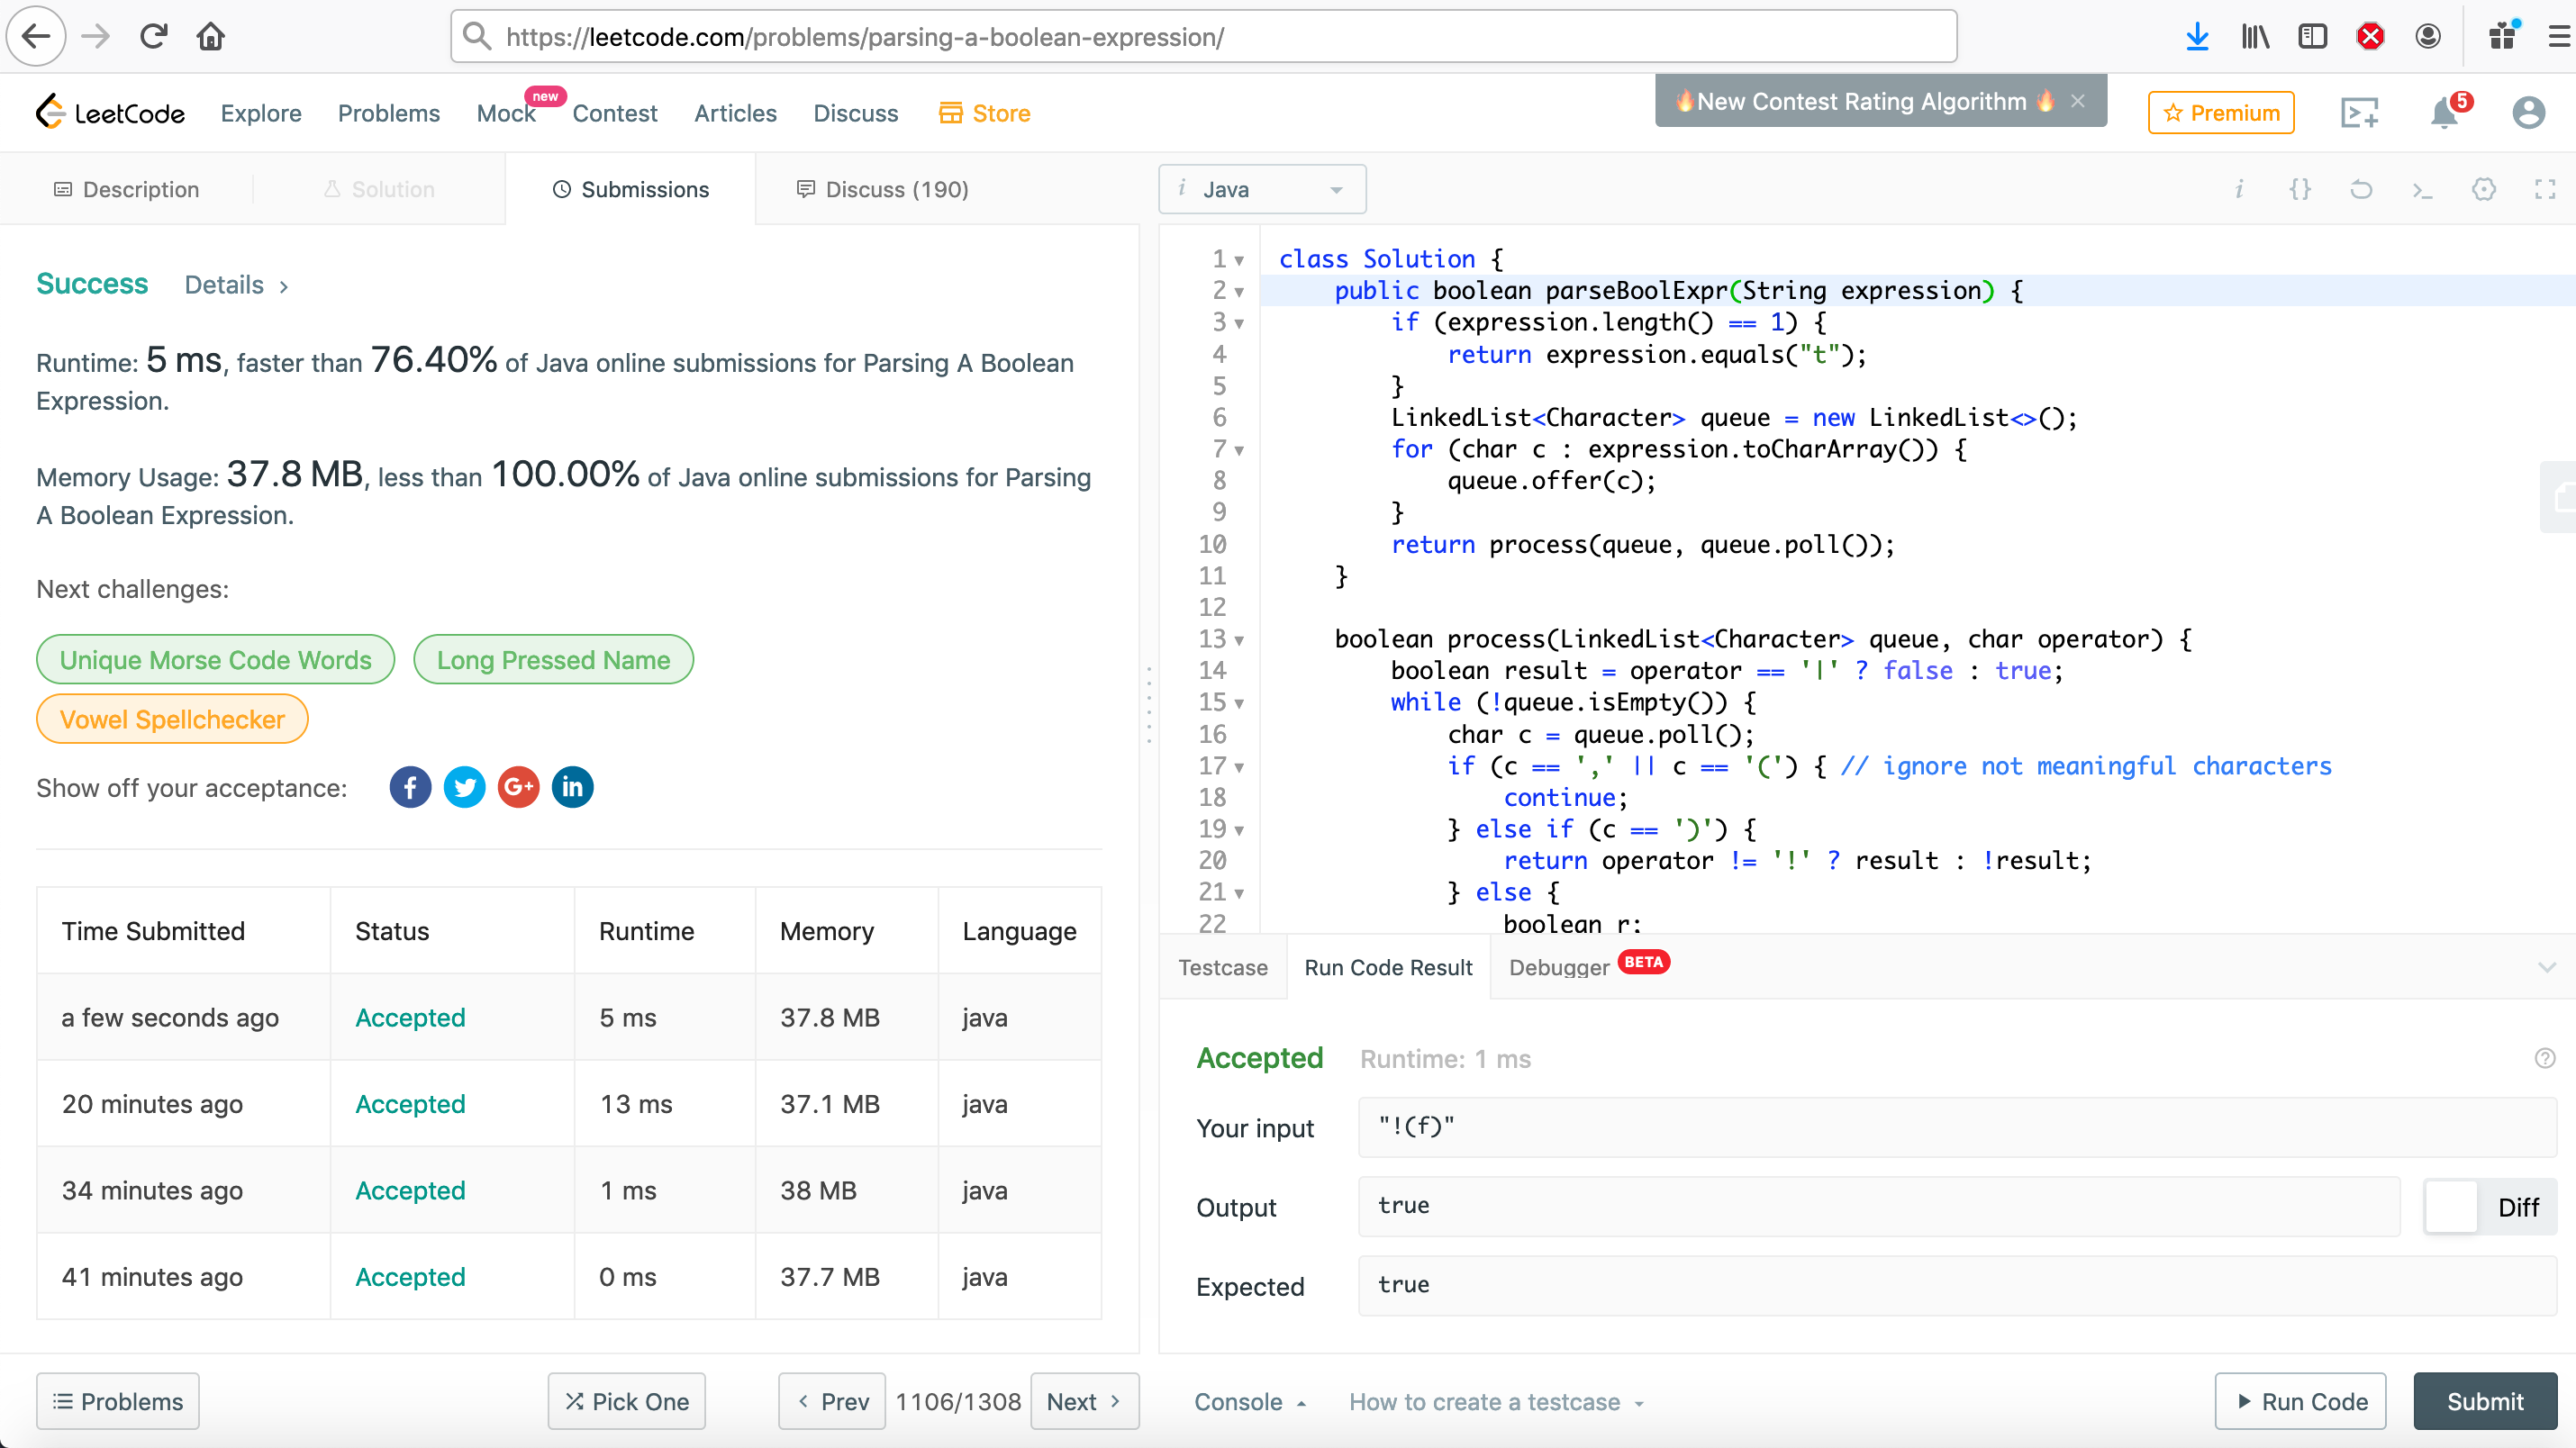 https://leetcode.com/problems/parsing-a-boolean-expression/
LeetCode Explore Problems Mock new Contest Articles Discuss Store
New Contest Rating Algorithm × Premium 5
Description Solution Submissions Discuss (190)
i Java
Success Details >
Runtime: 5 ms, faster than 76.40% of Java online submissions for Parsing A Boolean
Expression.
Memory Usage: 37.8 MB, less than 100.00% of Java online submissions for Parsing
A Boolean Expression.
Next challenges:
Unique Morse Code Words Long Pressed Name
Vowel Spellchecker
Show off your acceptance: f G+ in
Time Submitted Status Runtime Memory Language
a few seconds ago Accepted 5 ms 37.8 MB java
20 minutes ago Accepted 13 ms 37.1 MB java
34 minutes ago Accepted 1 ms 38 MB java
41 minutes ago Accepted 0 ms 37.7 MB java
Problems Pick One < Prev 1106/1308 Next >
1 class Solution {
2     public boolean parseBoolExpr(String expression) {
3         if (expression.length() == 1) {
4             return expression.equals("t");
5         }
6         LinkedList<Character> queue = new LinkedList<>();
7         for (char c : expression.toCharArray()) {
8             queue.offer(c);
9         }
10         return process(queue, queue.poll());
11     }
12
13     boolean process(LinkedList<Character> queue, char operator) {
14         boolean result = operator == '|' ? false : true;
15         while (!queue.isEmpty()) {
16             char c = queue.poll();
17             if (c == ',' || c == '(') { // ignore not meaningful characters
18                 continue;
19             } else if (c == ')') {
20                 return operator != '!' ? result : !result;
21             } else {
22                 boolean r;
Testcase Run Code Result Debugger BETA
Accepted Runtime: 1 ms
Your input "!(f)"
Output true Diff
Expected true
Console How to create a testcase Run Code Submit